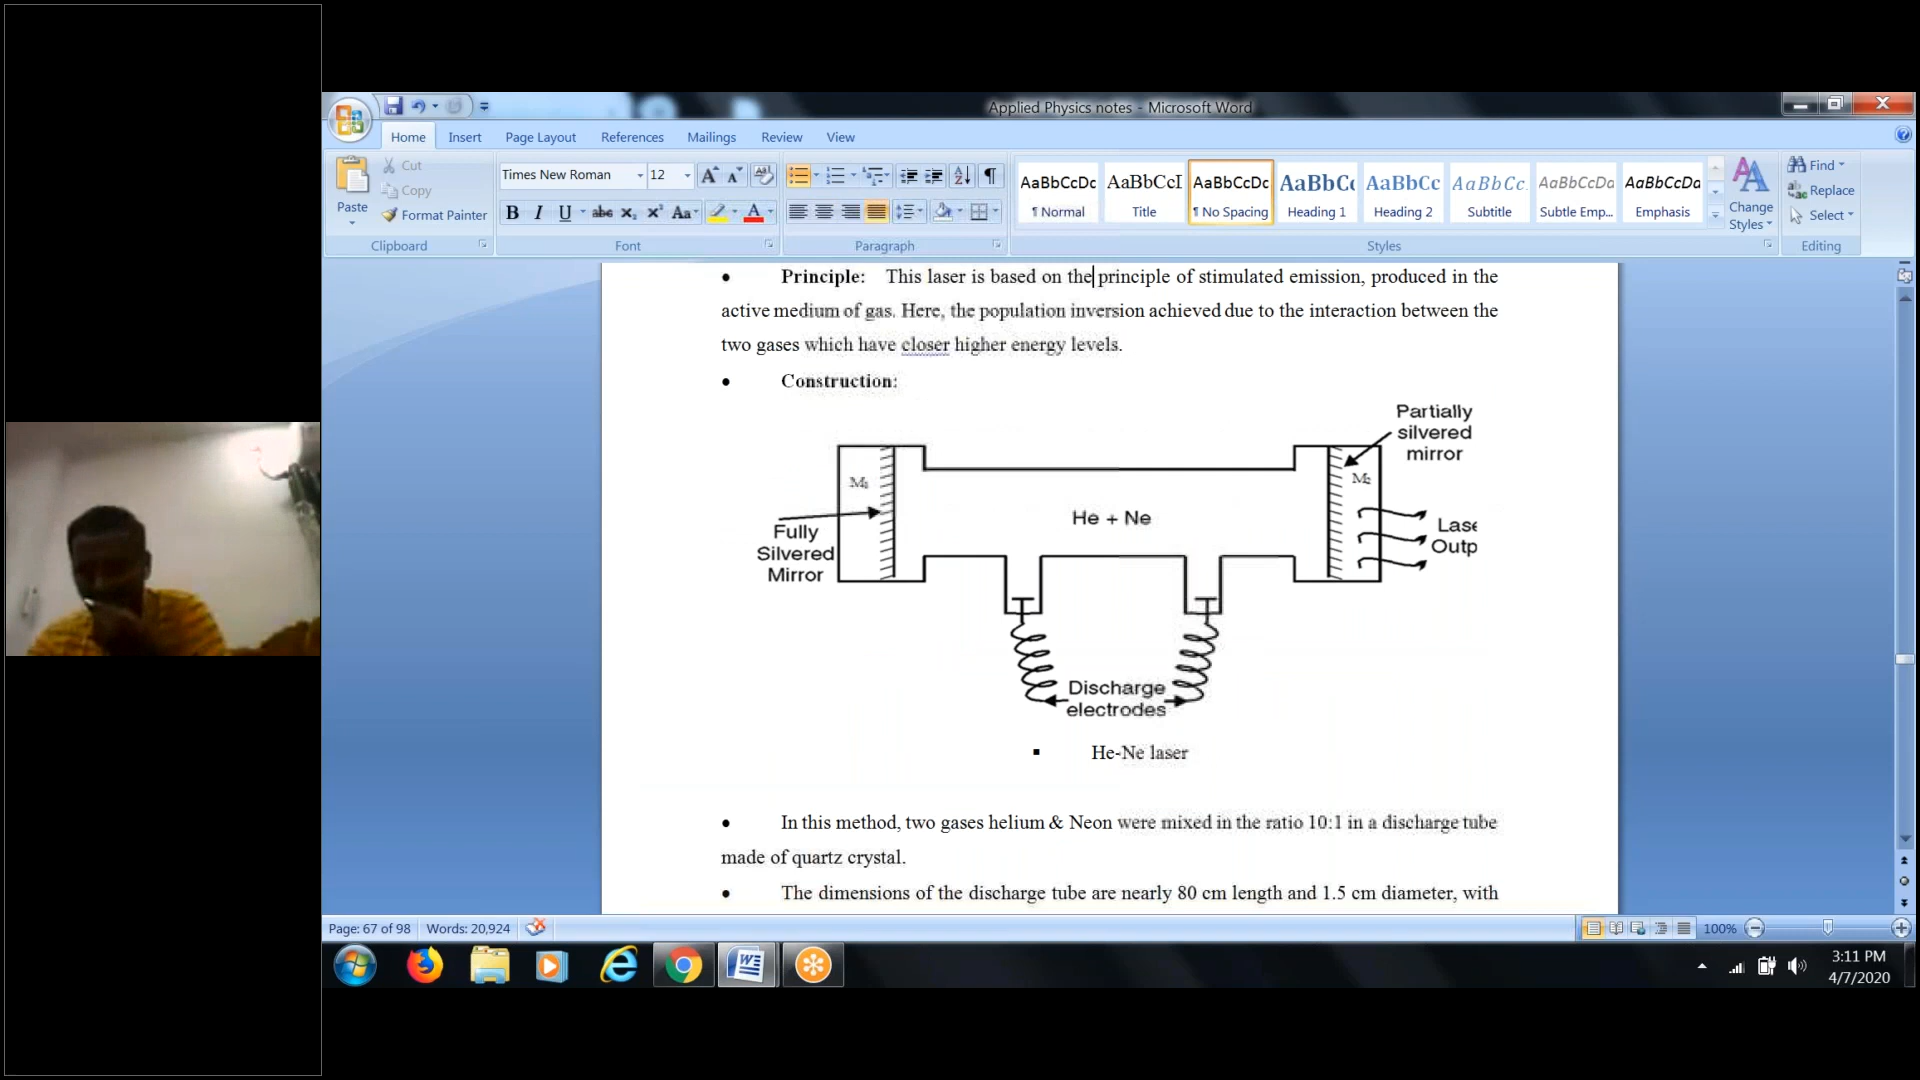 Applied Physics notes - Microsoft Word
Home Insert Page Layout References Mailings Review View
Paste
Cut
Copy
Format Painter
Clipboard
Times New Roman 12
B I U abc x₂ x² Aa A
Font
Paragraph
AaBbCcDc AaBbCcI AaBbCcDc AaBbCc AaBbCc AaBbCc. AaBbCcDa AaBbCcDa
¶ Normal Title ¶ No Spacing Heading 1 Heading 2 Subtitle Subtle Emp... Emphasis
Change
Styles
Styles
Find
Replace
Select
Editing
• Principle: This laser is based on the principle of stimulated emission, produced in the
active medium of gas. Here, the population inversion achieved due to the interaction between the
two gases which have closer higher energy levels.
• Construction:
Partially
silvered
mirror
M₁
M₂
He + Ne
Fully
Silvered
Mirror
Lase
Outp
Discharge
electrodes
▪ He-Ne laser
• In this method, two gases helium & Neon were mixed in the ratio 10:1 in a discharge tube
made of quartz crystal.
• The dimensions of the discharge tube are nearly 80 cm length and 1.5 cm diameter, with
Page: 67 of 98 Words: 20,924 100%
3:11 PM
4/7/2020